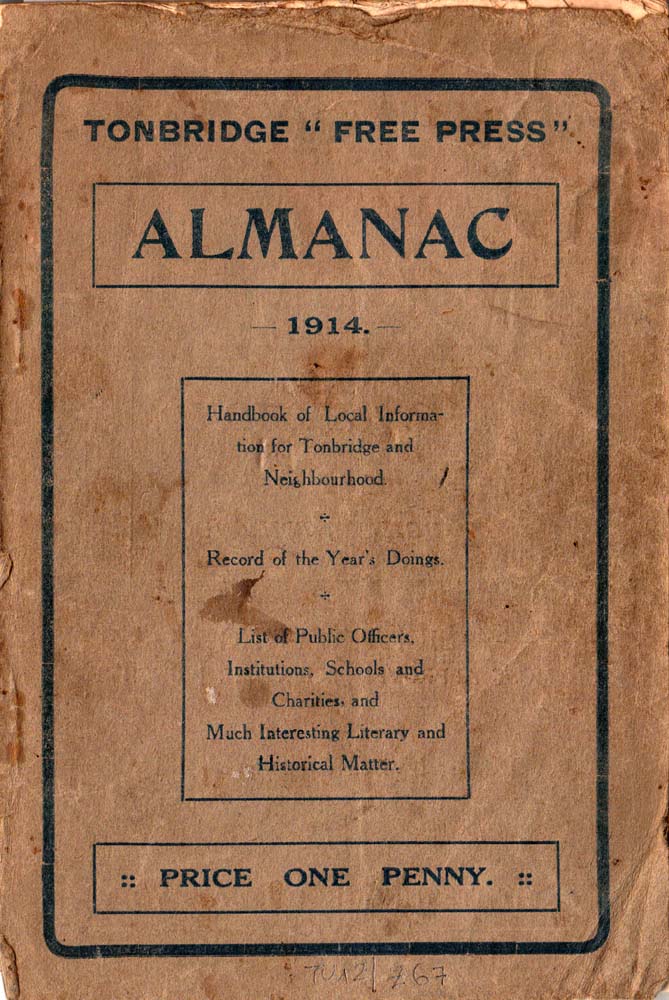 TONBRIDGE "FREE PRESS"
ALMANAC
— 1914. —
Handbook of Local Informa-
tion for Tonbridge and
Neighbourhood.
Record of the Year's Doings.
List of Public Officers,
Institutions, Schools and
Charities, and
Much Interesting Literary and
Historical Matter.
:: PRICE ONE PENNY. ::